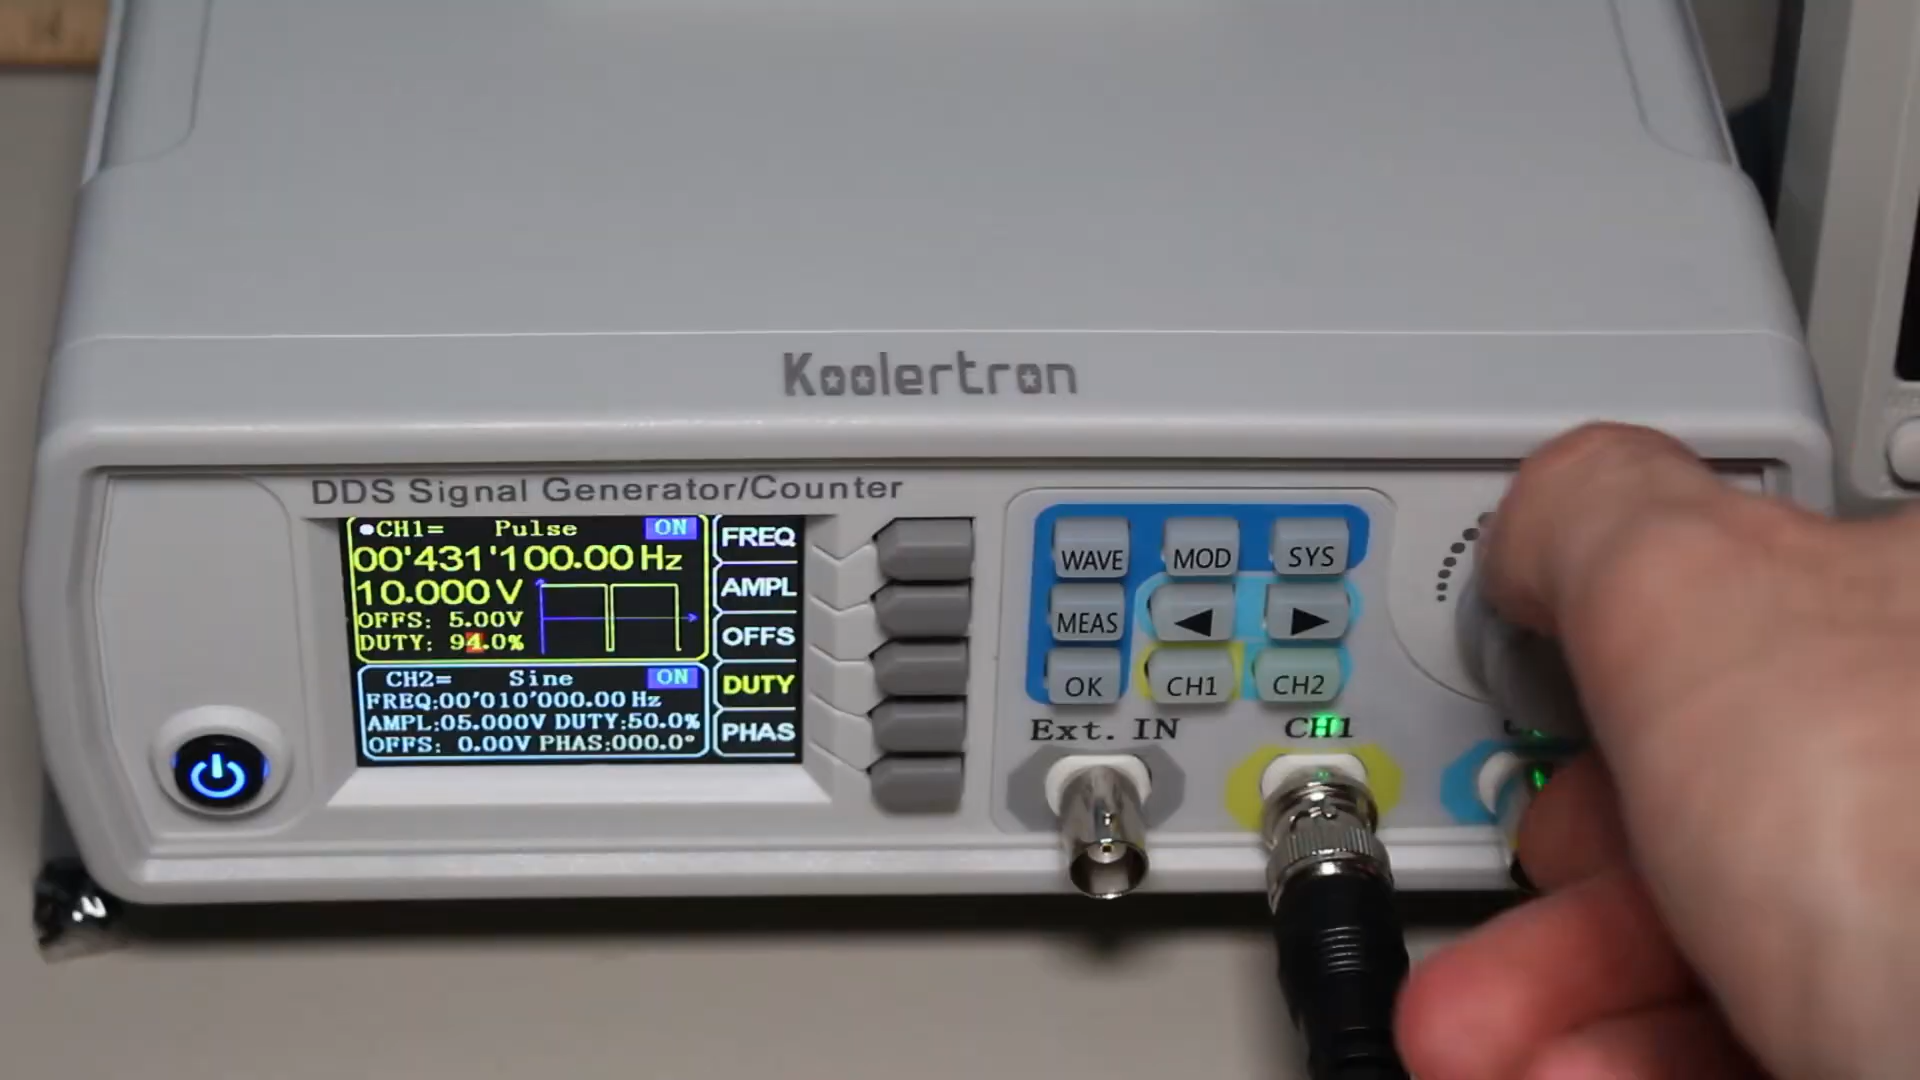 Koolertron
DDS Signal Generator/Counter
CH1= Pulse ON
00'431'100.00 Hz
10.000 V
OFFS: 5.00V
DUTY: 94.0%
CH2= Sine ON
FREQ:00'010'000.00 Hz
AMPL:05.000V DUTY:50.0%
OFFS: 0.00V PHAS:000.0°
FREQ
AMPL
OFFS
DUTY
PHAS
WAVE MOD SYS
MEAS
OK CH1 CH2
Ext. IN CH1